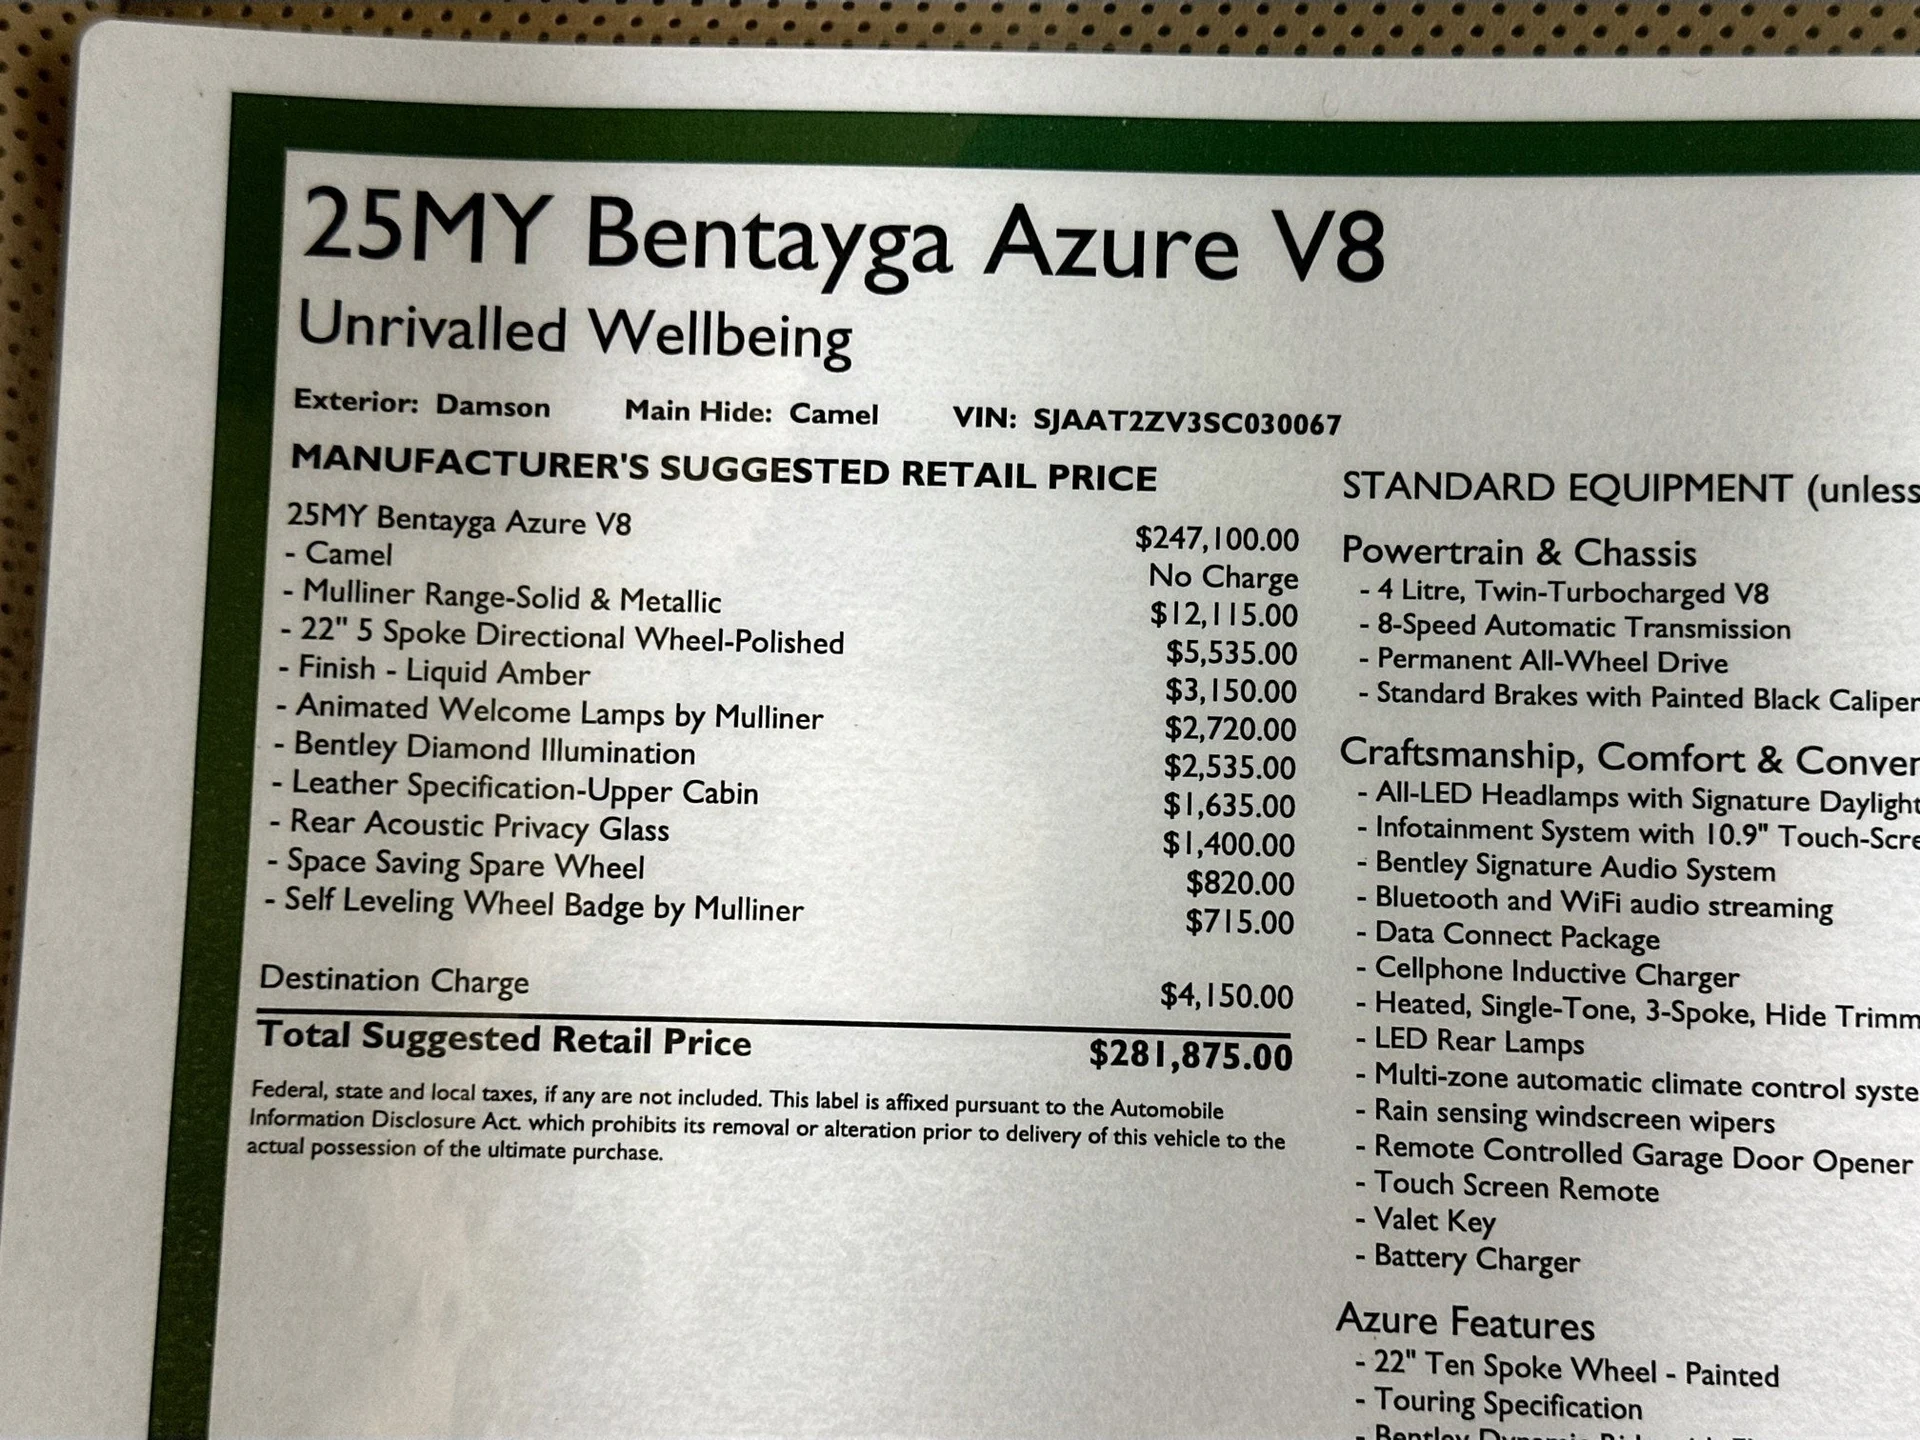 25MY Bentayga Azure V8
Unrivalled Wellbeing
Exterior: Damson Main Hide: Camel VIN: SJAAT2ZV3SC030067
MANUFACTURER'S SUGGESTED RETAIL PRICE
25MY Bentayga Azure V8 $247,100.00
- Camel No Charge
- Mulliner Range-Solid & Metallic $12,115.00
- 22" 5 Spoke Directional Wheel-Polished $5,535.00
- Finish - Liquid Amber $3,150.00
- Animated Welcome Lamps by Mulliner $2,720.00
- Bentley Diamond Illumination $2,535.00
- Leather Specification-Upper Cabin $1,635.00
- Rear Acoustic Privacy Glass $1,400.00
- Space Saving Spare Wheel $820.00
- Self Leveling Wheel Badge by Mulliner $715.00
Destination Charge $4,150.00
Total Suggested Retail Price $281,875.00
Federal, state and local taxes, if any are not included. This label is affixed pursuant to the Automobile
Information Disclosure Act. which prohibits its removal or alteration prior to delivery of this vehicle to the
actual possession of the ultimate purchase.
STANDARD EQUIPMENT (unless
Powertrain & Chassis
- 4 Litre, Twin-Turbocharged V8
- 8-Speed Automatic Transmission
- Permanent All-Wheel Drive
- Standard Brakes with Painted Black Caliper
Craftsmanship, Comfort & Conver
- All-LED Headlamps with Signature Daylight
- Infotainment System with 10.9" Touch-Scre
- Bentley Signature Audio System
- Bluetooth and WiFi audio streaming
- Data Connect Package
- Cellphone Inductive Charger
- Heated, Single-Tone, 3-Spoke, Hide Trimm
- LED Rear Lamps
- Multi-zone automatic climate control syste
- Rain sensing windscreen wipers
- Remote Controlled Garage Door Opener
- Touch Screen Remote
- Valet Key
- Battery Charger
Azure Features
- 22" Ten Spoke Wheel - Painted
- Touring Specification
- Bentley Dynamic Ride